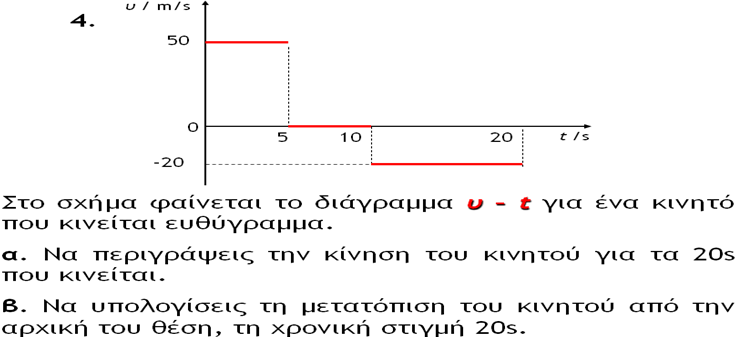 4.
υ / m/s
50
0
5
10
20
t /s
-20
Στο σχήμα φαίνεται το διάγραμμα υ - t για ένα κινητό
που κινείται ευθύγραμμα.
α. Να περιγράψεις την κίνηση του κινητού για τα 20s
που κινείται.
β. Να υπολογίσεις τη μετατόπιση του κινητού από την
αρχική του θέση, τη χρονική στιγμή 20s.